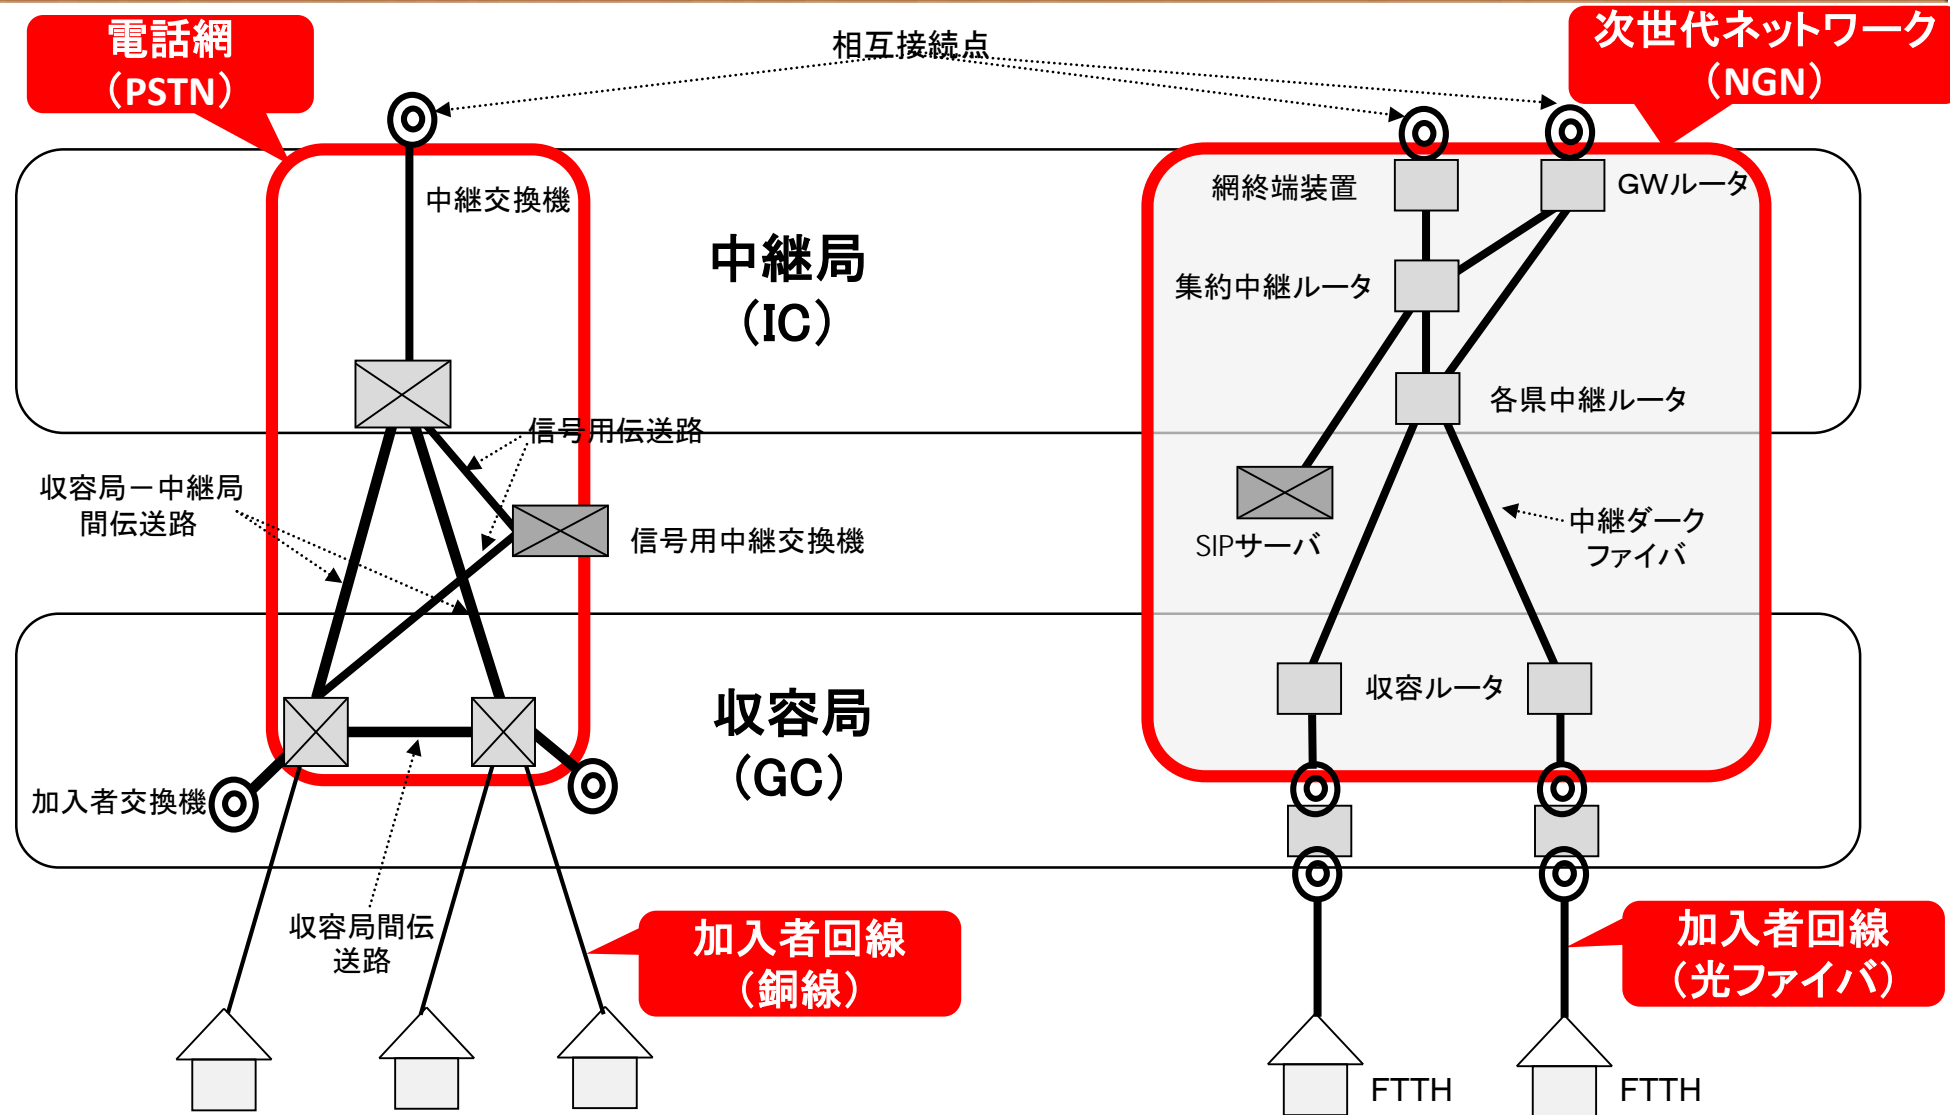 電話網
（PSTN）
相互接続点
次世代ネットワーク
（NGN）
中継交換機
中継局
（IC）
網終端装置
GWルータ
集約中継ルータ
各県中継ルータ
信号用伝送路
収容局－中継局
間伝送路
信号用中継交換機
SIPサーバ
中継ダーク
ファイバ
収容局
（GC）
収容ルータ
加入者交換機
収容局間伝
送路
加入者回線
（銅線）
加入者回線
（光ファイバ）
FTTH
FTTH